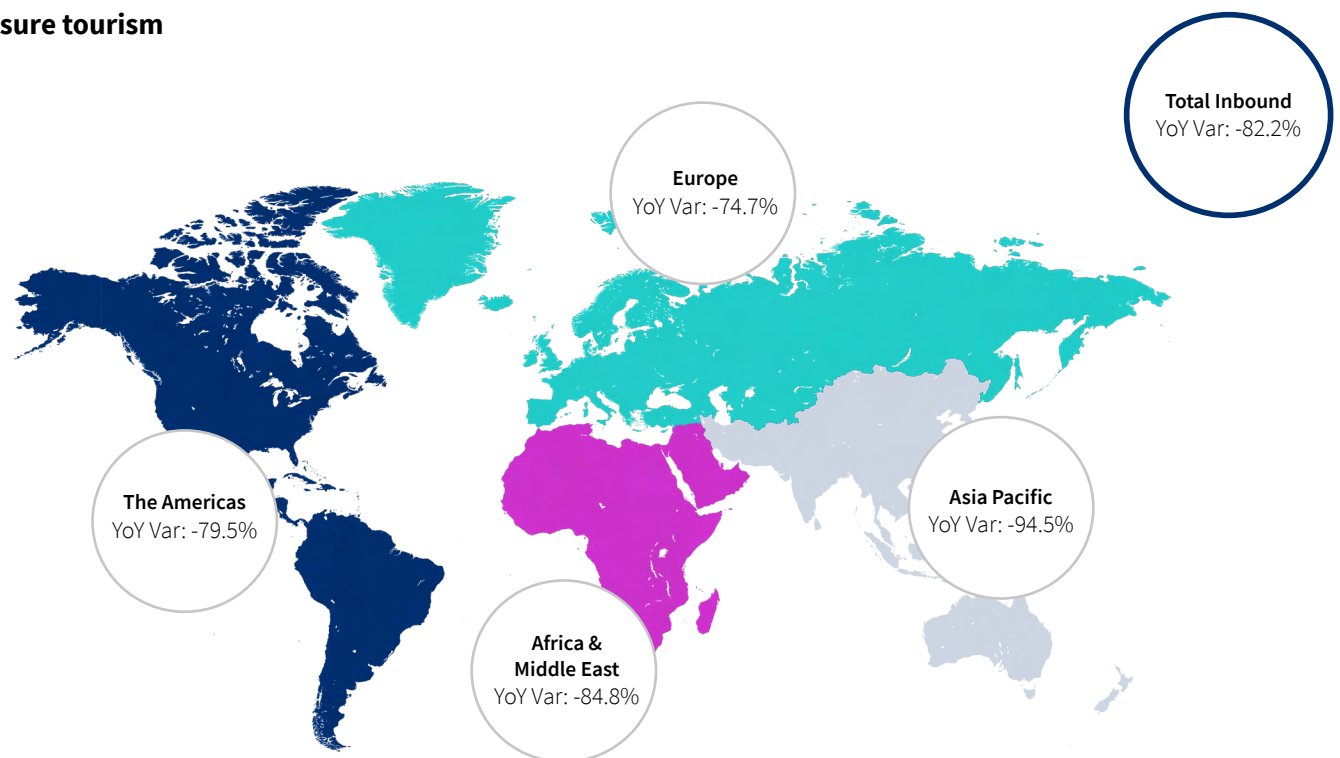 sure tourism
Total Inbound
YoY Var: -82.2%
Europe
YoY Var: -74.7%
The Americas
YoY Var: -79.5%
Asia Pacific
YoY Var: -94.5%
Africa &
Middle East
YoY Var: -84.8%